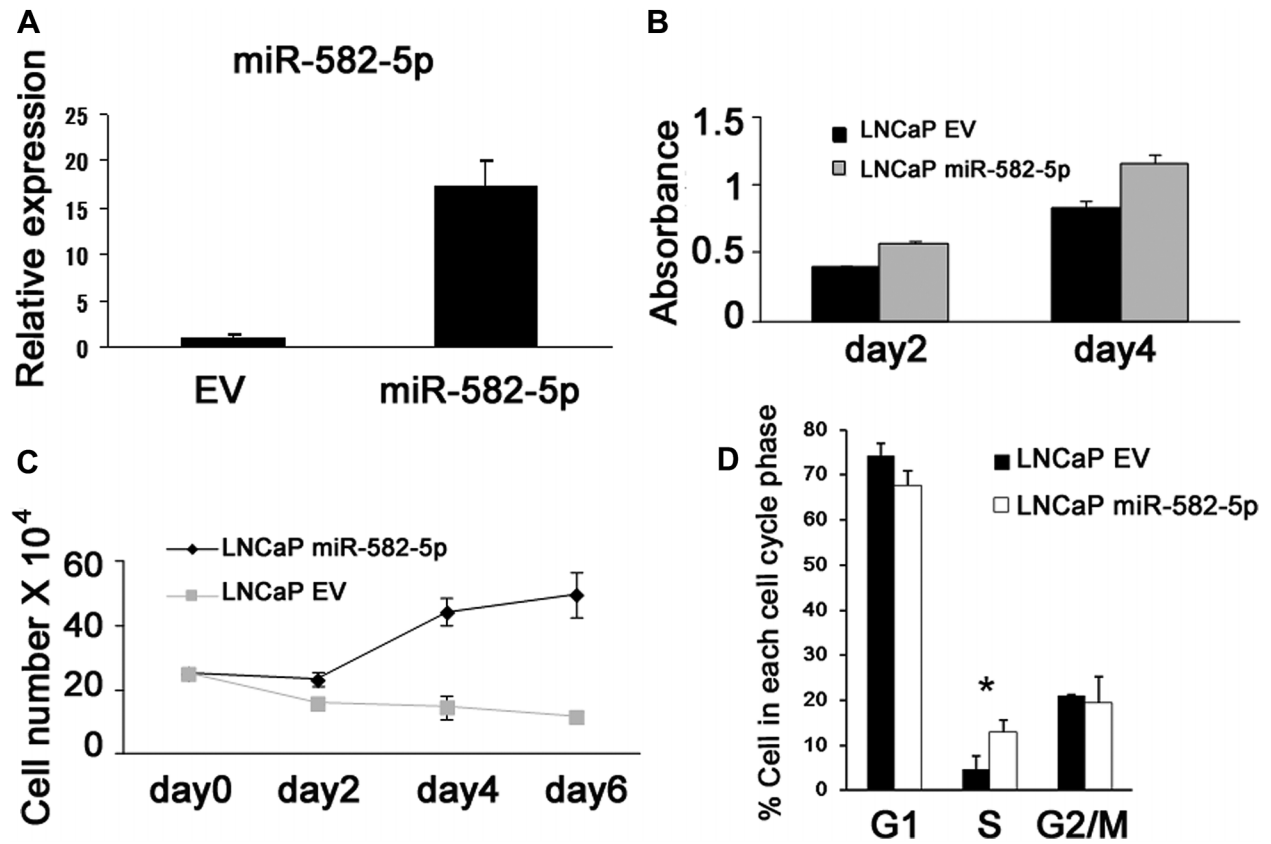 A
miR-582-5p
Relative expression
25
20
15
10
5
0
EV
miR-582-5p
B
Absorbance
1.5
1
0.5
0
LNCaP EV
LNCaP miR-582-5p
day2
day4
C
Cell number X 10⁴
60
40
20
0
LNCaP miR-582-5p
LNCaP EV
day0
day2
day4
day6
D
% Cell in each cell cycle phase
80
70
60
50
40
30
20
10
0
LNCaP EV
LNCaP miR-582-5p
*
G1
S
G2/M